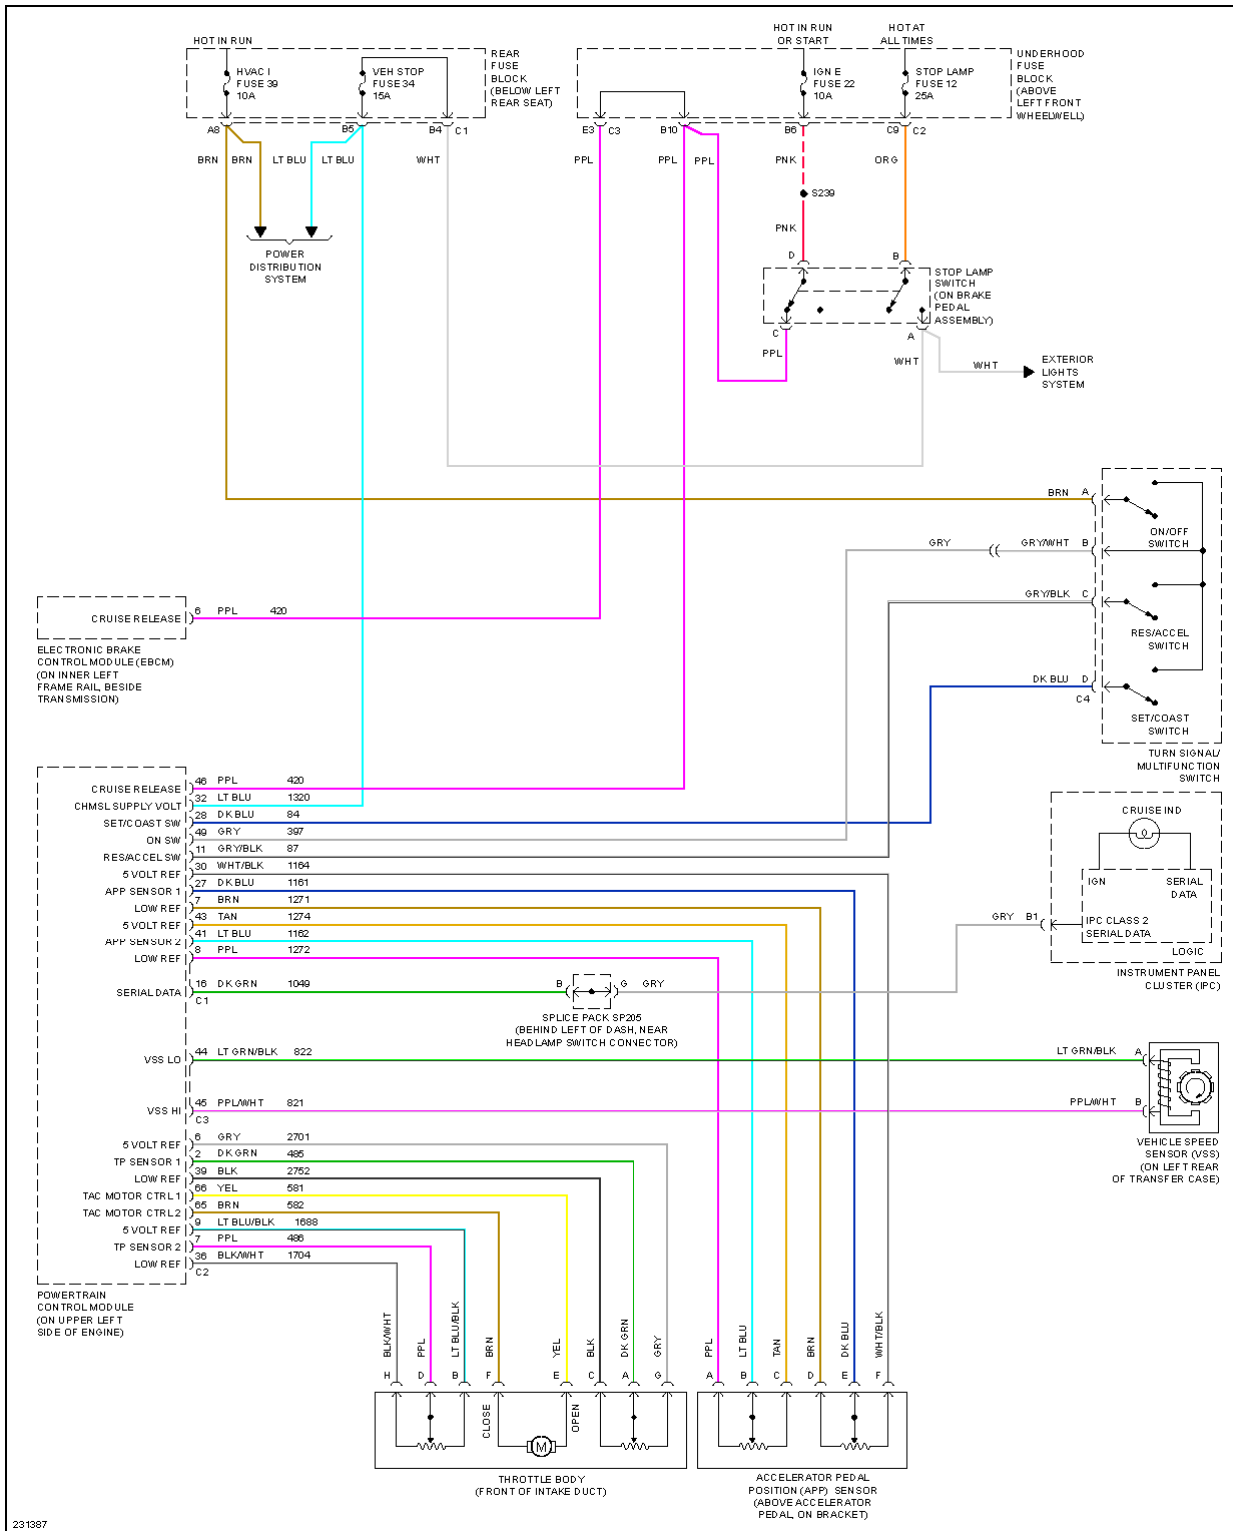 HOT IN RUN
HOT IN RUN
OR START
HOT AT
ALL TIMES
HVAC I
FUSE 39
10A
VEH STOP
FUSE 34
15A
REAR
FUSE
BLOCK
(BELOW LEFT
REAR SEAT)
IGN E
FUSE 22
10A
STOP LAMP
FUSE 12
25A
UNDERHOOD
FUSE
BLOCK
(ABOVE
LEFT FRONT
WHEELWELL)
A8
B5
B4
C1
E3
C3
B10
B6
C9
C2
BRN
BRN
LT BLU
LT BLU
WHT
PPL
PPL
PPL
PNK
ORG
S239
PNK
POWER
DISTRIBUTION
SYSTEM
D
B
STOP LAMP
SWITCH
(ON BRAKE
PEDAL
ASSEMBLY)
C
A
PPL
WHT
WHT
EXTERIOR
LIGHTS
SYSTEM
BRN
A
ON/OFF
SWITCH
GRY
GRY/WHT
B
GRY/BLK
C
RES/ACCEL
SWITCH
DK BLU
D
C4
SET/COAST
SWITCH
TURN SIGNAL/
MULTIFUNCTION
SWITCH
CRUISE RELEASE
6
PPL
420
ELECTRONIC BRAKE
CONTROL MODULE (EBCM)
(ON INNER LEFT
FRAME RAIL, BESIDE
TRANSMISSION)
CRUISE RELEASE
46
PPL
420
CHMSL SUPPLY VOLT
32
LT BLU
1320
SET/COAST SW
28
DK BLU
84
ON SW
49
GRY
397
RES/ACCEL SW
11
GRY/BLK
87
5 VOLT REF
30
WHT/BLK
1164
APP SENSOR 1
27
DK BLU
1161
LOW REF
7
BRN
1271
5 VOLT REF
43
TAN
1274
APP SENSOR 2
41
LT BLU
1162
LOW REF
8
PPL
1272
SERIAL DATA
16
DK GRN
1049
C1
B
G
GRY
SPLICE PACK SP205
(BEHIND LEFT OF DASH, NEAR
HEADLAMP SWITCH CONNECTOR)
CRUISE IND
IGN
SERIAL
DATA
GRY
B1
IPC CLASS 2
SERIAL DATA
LOGIC
INSTRUMENT PANEL
CLUSTER (IPC)
VSS LO
44
LT GRN/BLK
822
LT GRN/BLK
A
VSS HI
45
PPL/WHT
821
C3
PPL/WHT
B
VEHICLE SPEED
SENSOR (VSS)
(ON LEFT REAR
OF TRANSFER CASE)
5 VOLT REF
6
GRY
2701
TP SENSOR 1
2
DK GRN
485
LOW REF
39
BLK
2752
TAC MOTOR CTRL 1
66
YEL
581
TAC MOTOR CTRL 2
65
BRN
582
5 VOLT REF
9
LT BLU/BLK
1688
TP SENSOR 2
7
PPL
486
LOW REF
36
BLK/WHT
1704
C2
POWERTRAIN
CONTROL MODULE
(ON UPPER LEFT
SIDE OF ENGINE)
BLK/WHT
PPL
LT BLU/BLK
BRN
YEL
BLK
DK GRN
GRY
PPL
LT BLU
TAN
BRN
DK BLU
WHT/BLK
H
D
B
F
E
C
A
G
A
B
C
D
E
F
CLOSE
M
OPEN
THROTTLE BODY
(FRONT OF INTAKE DUCT)
ACCELERATOR PEDAL
POSITION (APP) SENSOR
(ABOVE ACCELERATOR
PEDAL, ON BRACKET)
231387